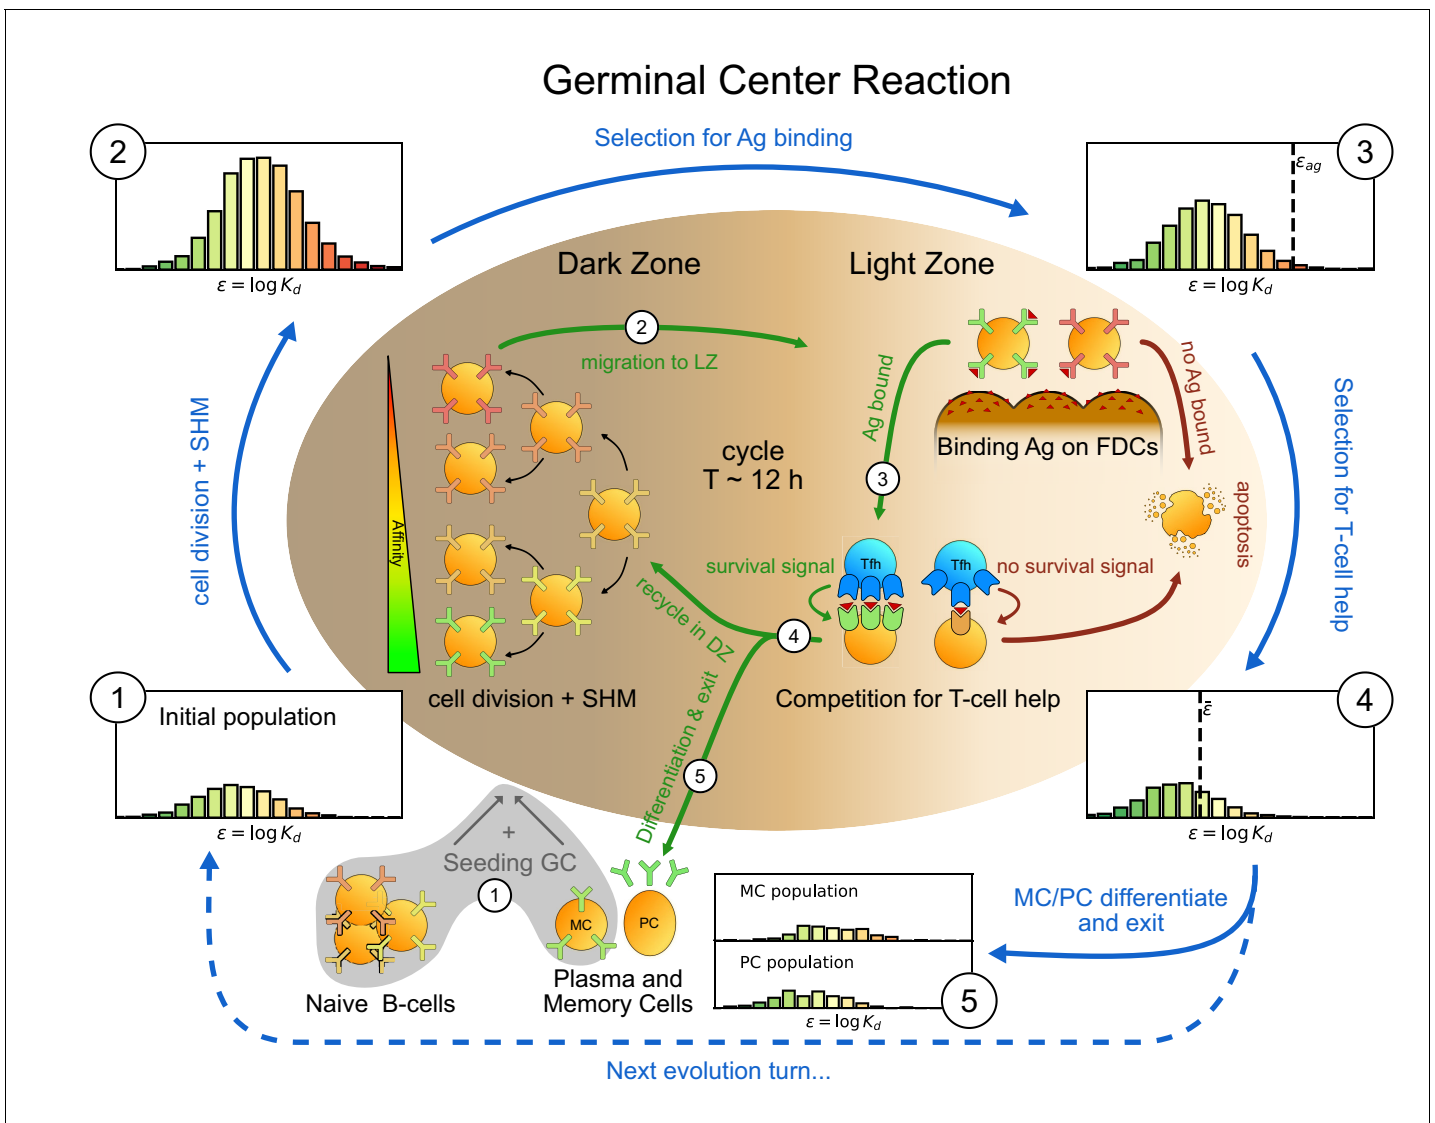 Germinal Center Reaction
2
ε = log K_d
Selection for Ag binding
3
ε_ag
ε = log K_d
Dark Zone
Light Zone
2
migration to LZ
Ag bound
no Ag bound
Binding Ag on FDCs
cell division + SHM
Selection for T-cell help
cycle
T ~ 12 h
3
apoptosis
Affinity
Tfh
Tfh
survival signal
no survival signal
recycle in DZ
4
cell division + SHM
Competition for T-cell help
1
Initial population
ε = log K_d
4
ε̄
ε = log K_d
Differentiation & exit
5
+
Seeding GC
1
MC
PC
Naive B-cells
Plasma and
Memory Cells
MC population
PC population
5
ε = log K_d
MC/PC differentiate
and exit
Next evolution turn...